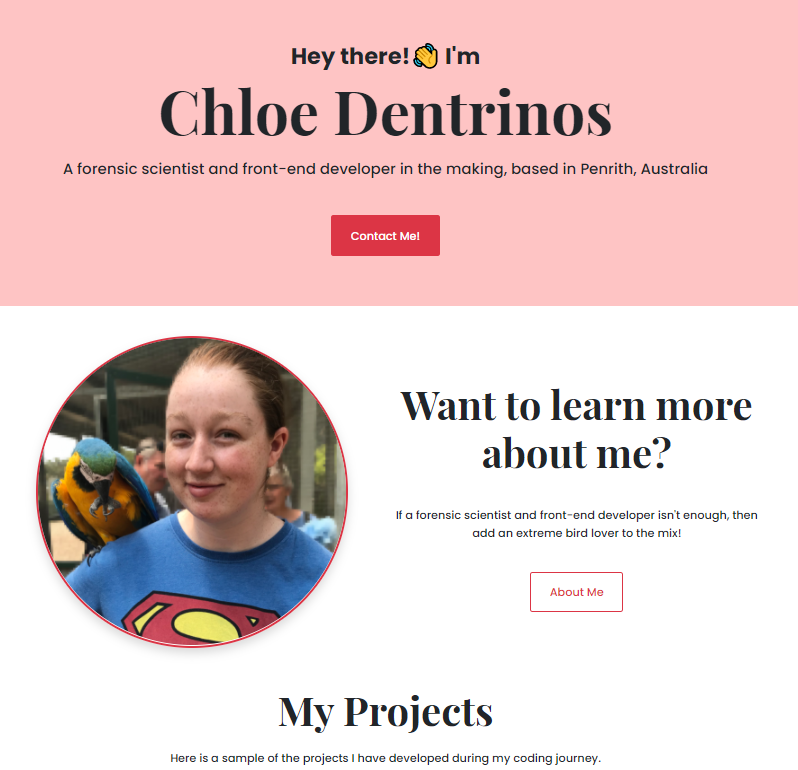 Hey there!👋 I'm
Chloe Dentrinos
A forensic scientist and front-end developer in the making, based in Penrith, Australia
Contact Me!
Want to learn more
about me?
If a forensic scientist and front-end developer isn't enough, then
add an extreme bird lover to the mix!
About Me
My Projects
Here is a sample of the projects I have developed during my coding journey.